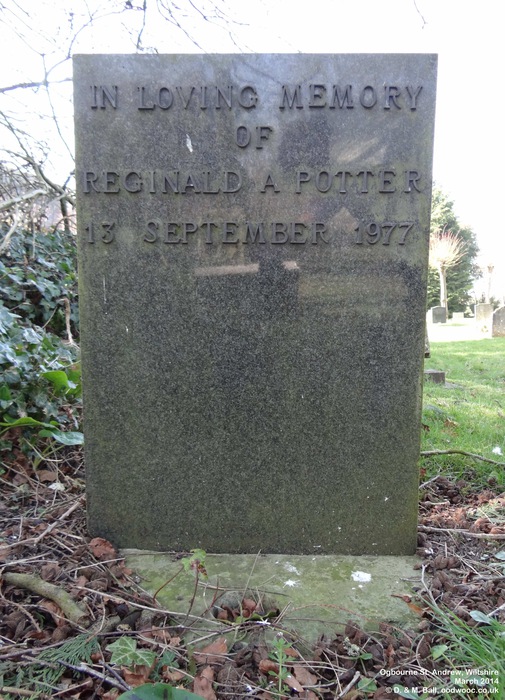 IN LOVING MEMORY
OF
REGINALD A POTTER
13 SEPTEMBER 1977
Ogbourne St. Andrew, Wiltshire
March 2014
© D. & M. Ball, oodwooc.co.uk